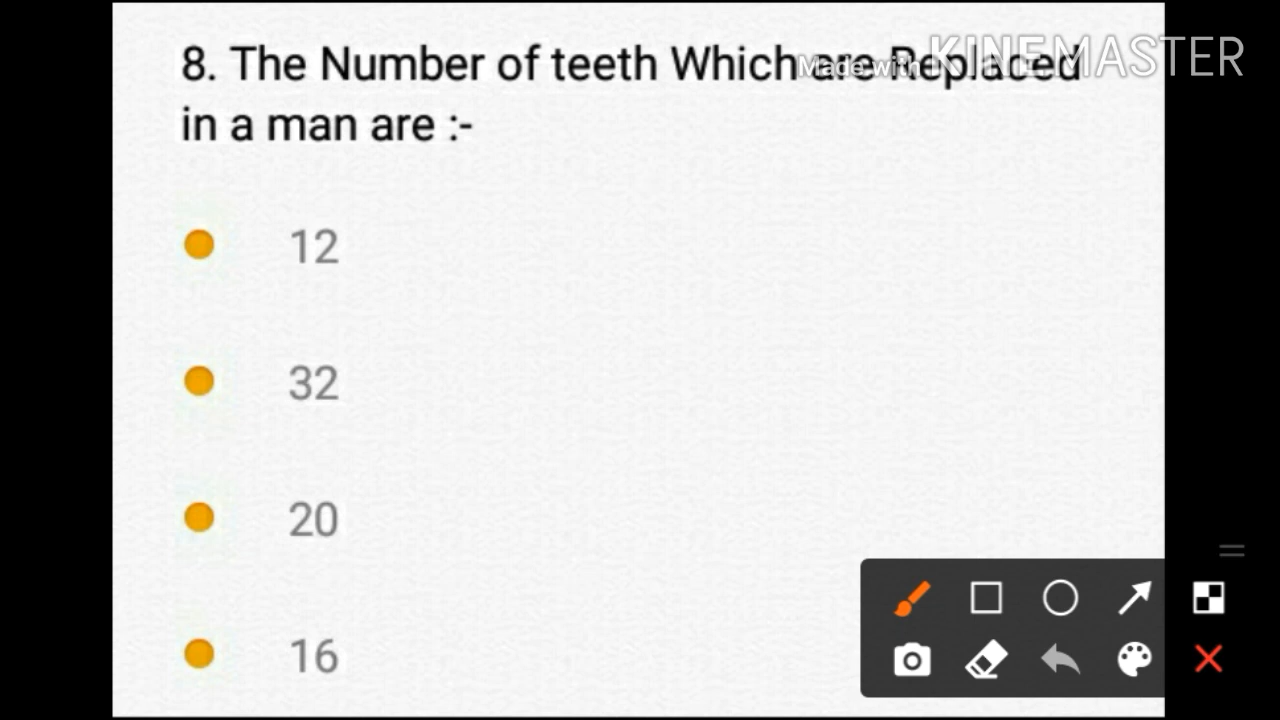 8. The Number of teeth Which are Replaced
Made with KINEMASTER
in a man are :-
12
32
20
16